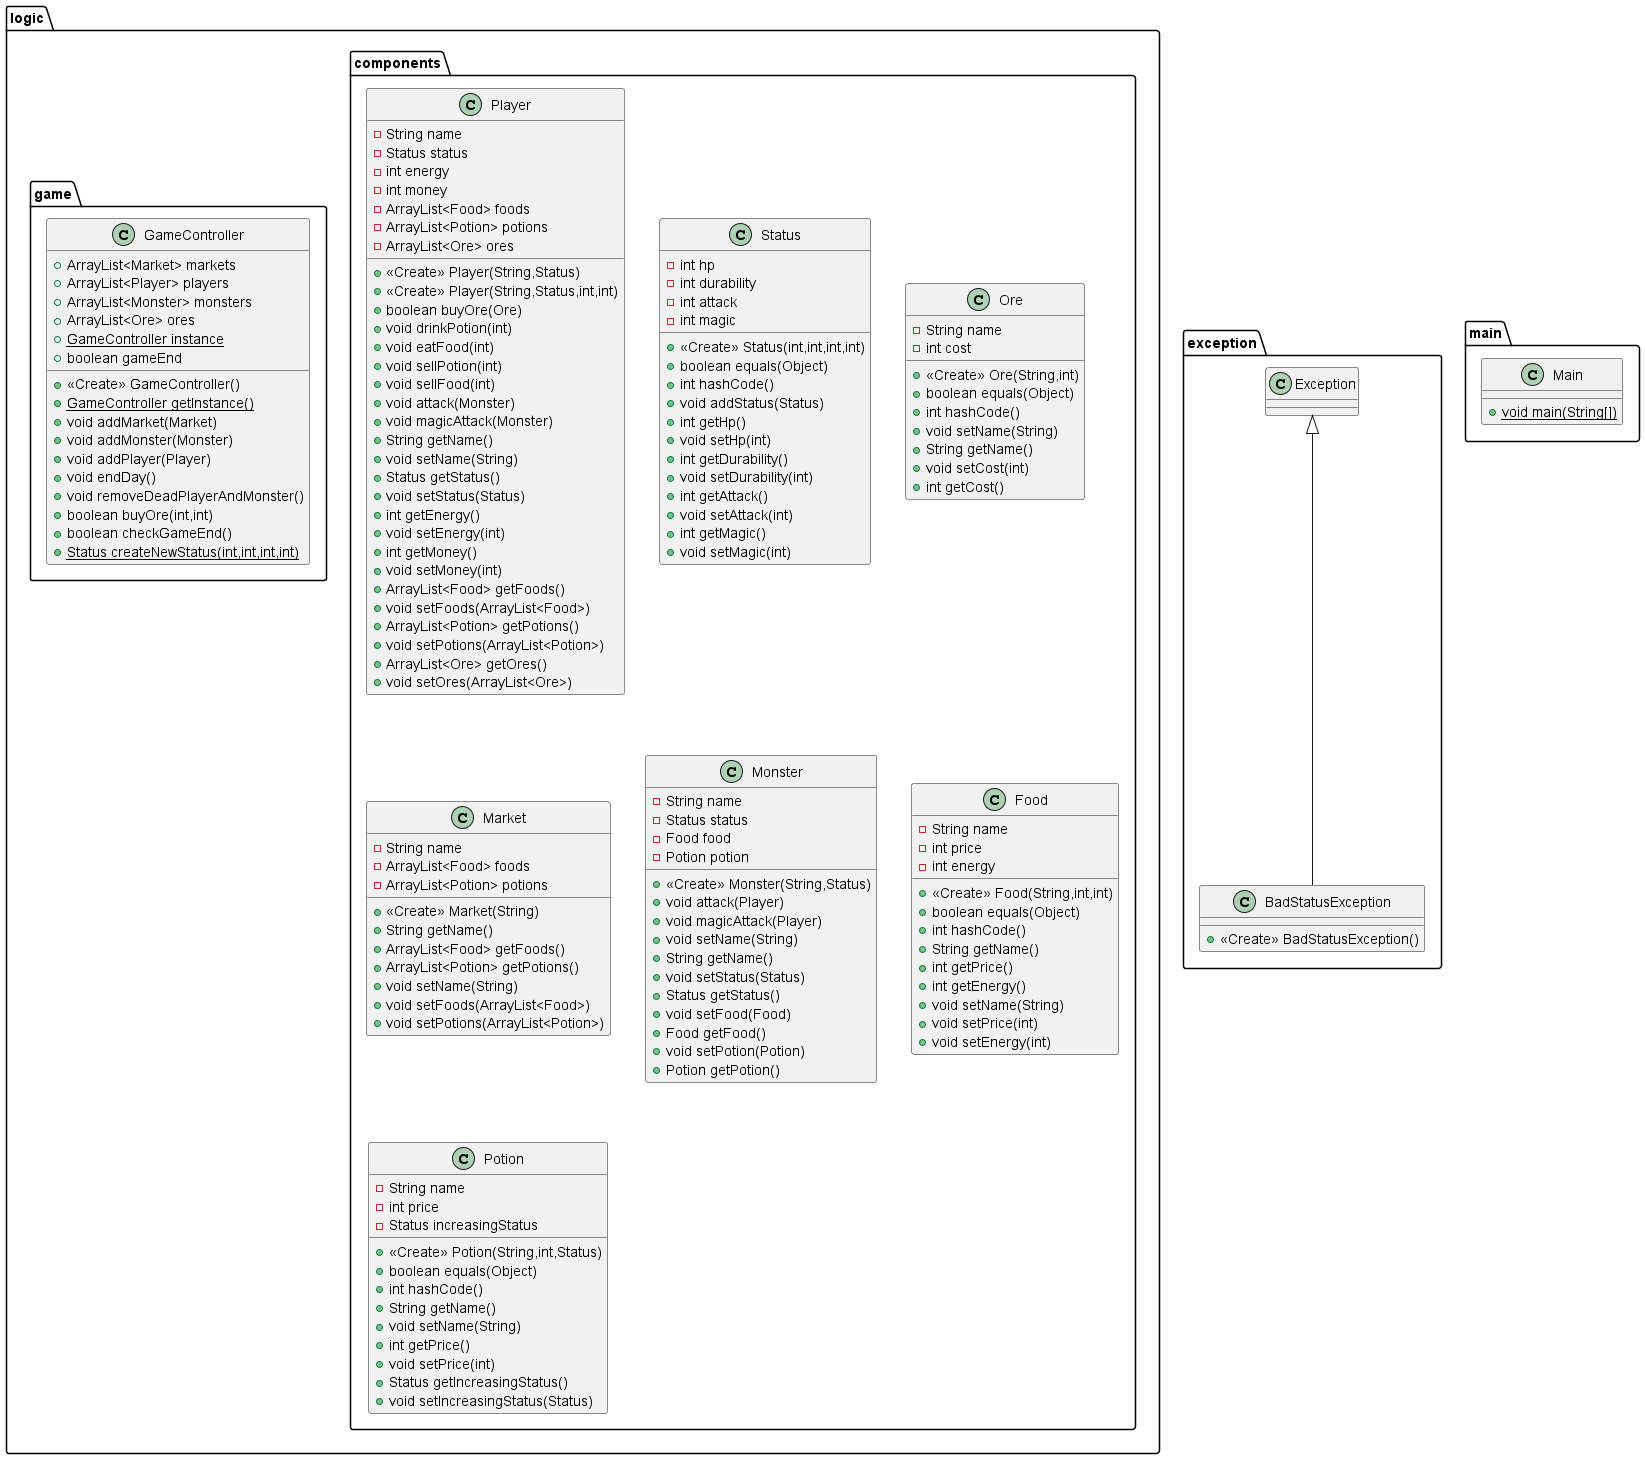 logic
game
GameController
ArrayList<Market> markets
ArrayList<Player> players
ArrayList<Monster> monsters
ArrayList<Ore> ores
GameController instance
boolean gameEnd
«Create» GameController()
GameController getInstance()
void addMarket(Market)
void addMonster(Monster)
void addPlayer(Player)
void endDay()
void removeDeadPlayerAndMonster()
boolean buyOre(int,int)
boolean checkGameEnd()
Status createNewStatus(int,int,int,int)
components
Player
String name
Status status
int energy
int money
ArrayList<Food> foods
ArrayList<Potion> potions
ArrayList<Ore> ores
«Create» Player(String,Status)
«Create» Player(String,Status,int,int)
boolean buyOre(Ore)
void drinkPotion(int)
void eatFood(int)
void sellPotion(int)
void sellFood(int)
void attack(Monster)
void magicAttack(Monster)
String getName()
void setName(String)
Status getStatus()
void setStatus(Status)
int getEnergy()
void setEnergy(int)
int getMoney()
void setMoney(int)
ArrayList<Food> getFoods()
void setFoods(ArrayList<Food>)
ArrayList<Potion> getPotions()
void setPotions(ArrayList<Potion>)
ArrayList<Ore> getOres()
void setOres(ArrayList<Ore>)
Status
int hp
int durability
int attack
int magic
«Create» Status(int,int,int,int)
boolean equals(Object)
int hashCode()
void addStatus(Status)
int getHp()
void setHp(int)
int getDurability()
void setDurability(int)
int getAttack()
void setAttack(int)
int getMagic()
void setMagic(int)
Ore
String name
int cost
«Create» Ore(String,int)
boolean equals(Object)
int hashCode()
void setName(String)
String getName()
void setCost(int)
int getCost()
Market
String name
ArrayList<Food> foods
ArrayList<Potion> potions
«Create» Market(String)
String getName()
ArrayList<Food> getFoods()
ArrayList<Potion> getPotions()
void setName(String)
void setFoods(ArrayList<Food>)
void setPotions(ArrayList<Potion>)
Monster
String name
Status status
Food food
Potion potion
«Create» Monster(String,Status)
void attack(Player)
void magicAttack(Player)
void setName(String)
String getName()
void setStatus(Status)
Status getStatus()
void setFood(Food)
Food getFood()
void setPotion(Potion)
Potion getPotion()
Food
String name
int price
int energy
«Create» Food(String,int,int)
boolean equals(Object)
int hashCode()
String getName()
int getPrice()
int getEnergy()
void setName(String)
void setPrice(int)
void setEnergy(int)
Potion
String name
int price
Status increasingStatus
«Create» Potion(String,int,Status)
boolean equals(Object)
int hashCode()
String getName()
void setName(String)
int getPrice()
void setPrice(int)
Status getIncreasingStatus()
void setIncreasingStatus(Status)
exception
Exception
BadStatusException
«Create» BadStatusException()
main
Main
void main(String[])